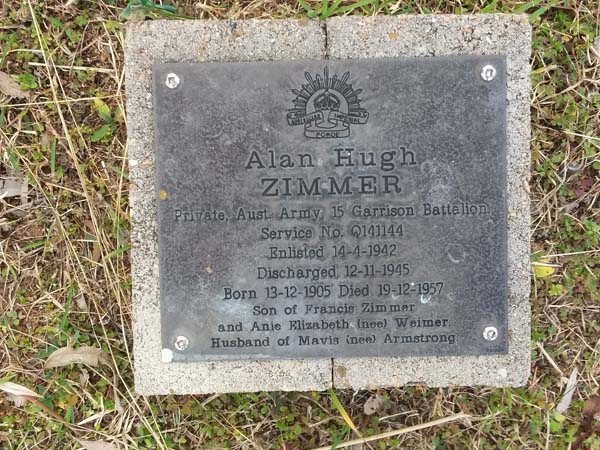 AUSTRALIAN IMPERIAL
FORCE
Alan Hugh
ZIMMER
Private, Aust. Army, 15 Garrison Battalion.
Service No. Q141144
Enlisted 14-4-1942
Discharged 12-11-1945
Born 13-12-1905 Died 19-12-1957
Son of Francis Zimmer
and Anie Elizabeth (nee) Weimer.
Husband of Mavis (nee) Armstrong.